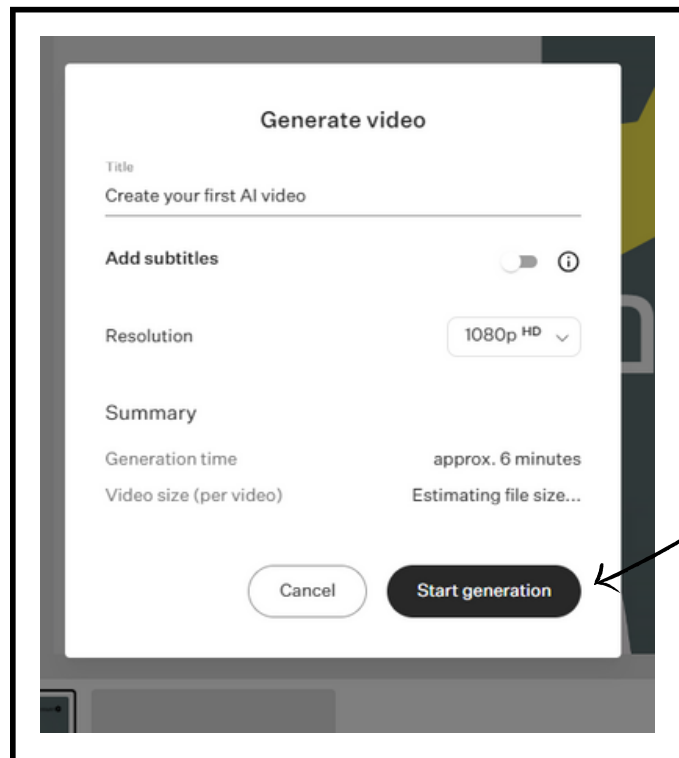 Generate video
Title
Create your first AI video
Add subtitles
Resolution
1080p HD
Summary
Generation time
approx. 6 minutes
Video size (per video)
Estimating file size...
Cancel
Start generation